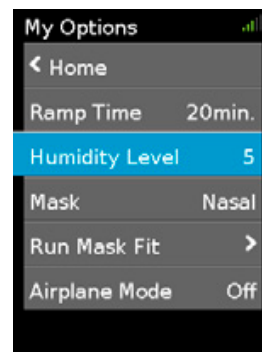 My Options
Home
Ramp Time 20min.
Humidity Level 5
Mask Nasal
Run Mask Fit
Airplane Mode Off